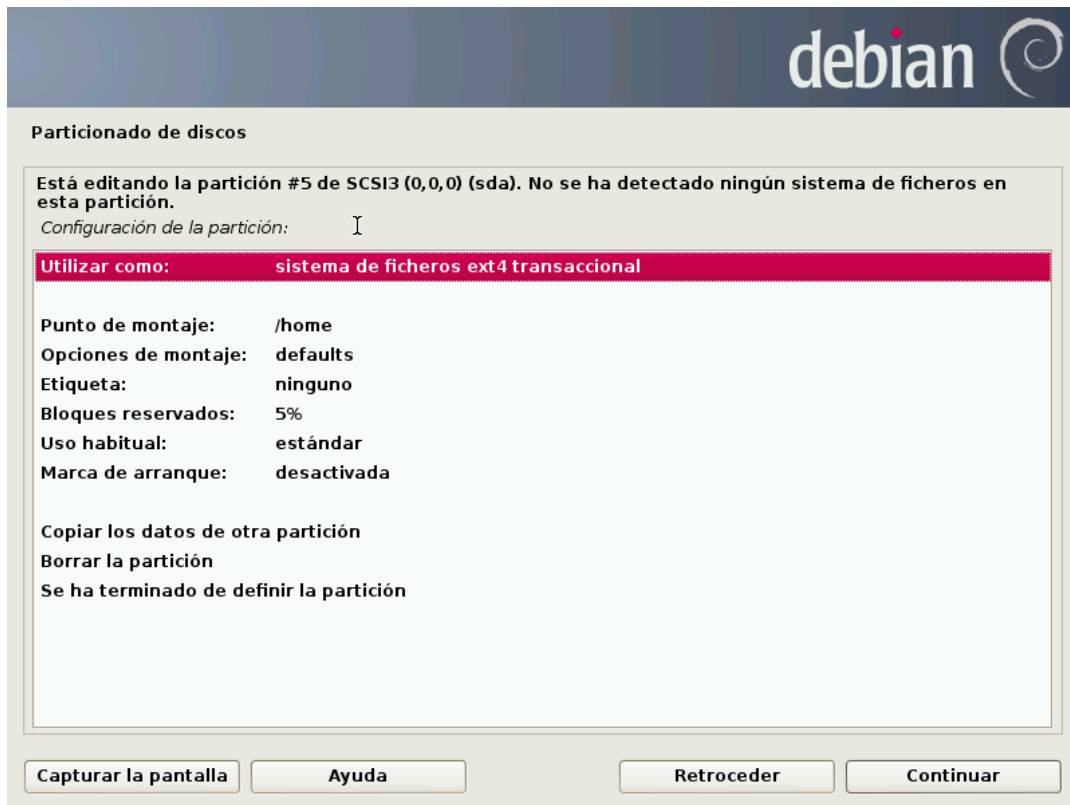 debian
Particionado de discos
Está editando la partición #5 de SCSI3 (0,0,0) (sda). No se ha detectado ningún sistema de ficheros en
esta partición.
Configuración de la partición:
Utilizar como: sistema de ficheros ext4 transaccional
Punto de montaje: /home
Opciones de montaje: defaults
Etiqueta: ninguno
Bloques reservados: 5%
Uso habitual: estándar
Marca de arranque: desactivada
Copiar los datos de otra partición
Borrar la partición
Se ha terminado de definir la partición
Capturar la pantalla Ayuda Retroceder Continuar